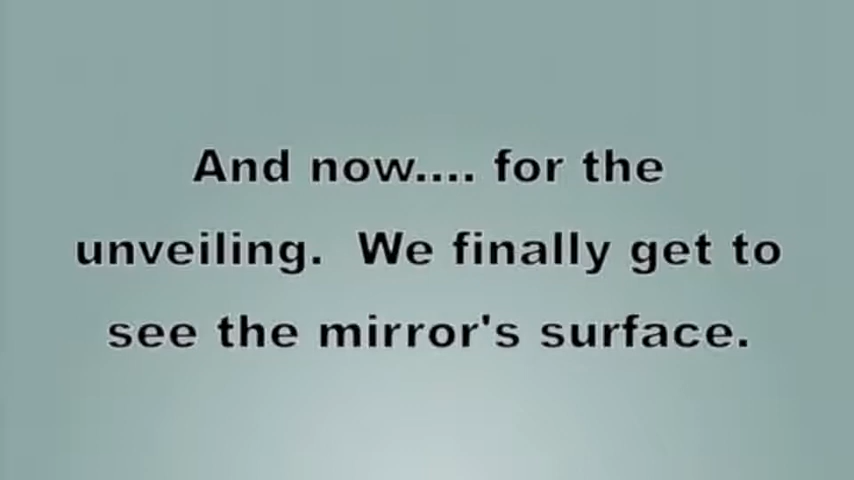 And now.... for the
unveiling.  We finally get to
see the mirror's surface.